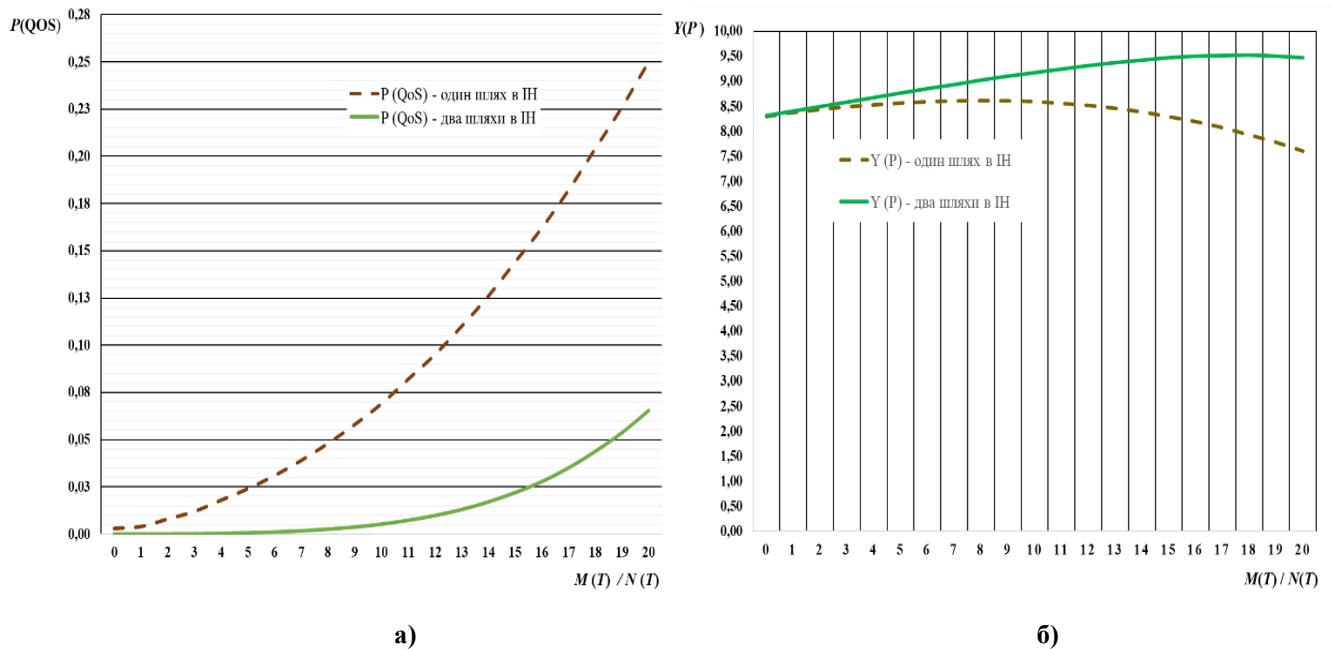 P(QOS)
0,28
0,25
0,23
0,20
0,18
0,15
0,13
0,10
0,08
0,05
0,03
0,00
P (QoS) - один шлях в ІН
P (QoS) - два шляхи в ІН
0 1 2 3 4 5 6 7 8 9 10 11 12 13 14 15 16 17 18 19 20
M (T) / N (T)
а)
Y(P)
10,00
9,50
9,00
8,50
8,00
7,50
7,00
6,50
6,00
5,50
5,00
4,50
4,00
3,50
3,00
2,50
2,00
1,50
1,00
0,50
0,00
Y (P) - один шлях в ІН
Y (P) - два шляхи в ІН
0 1 2 3 4 5 6 7 8 9 10 11 12 13 14 15 16 17 18 19 20
M(T) / N(T)
б)